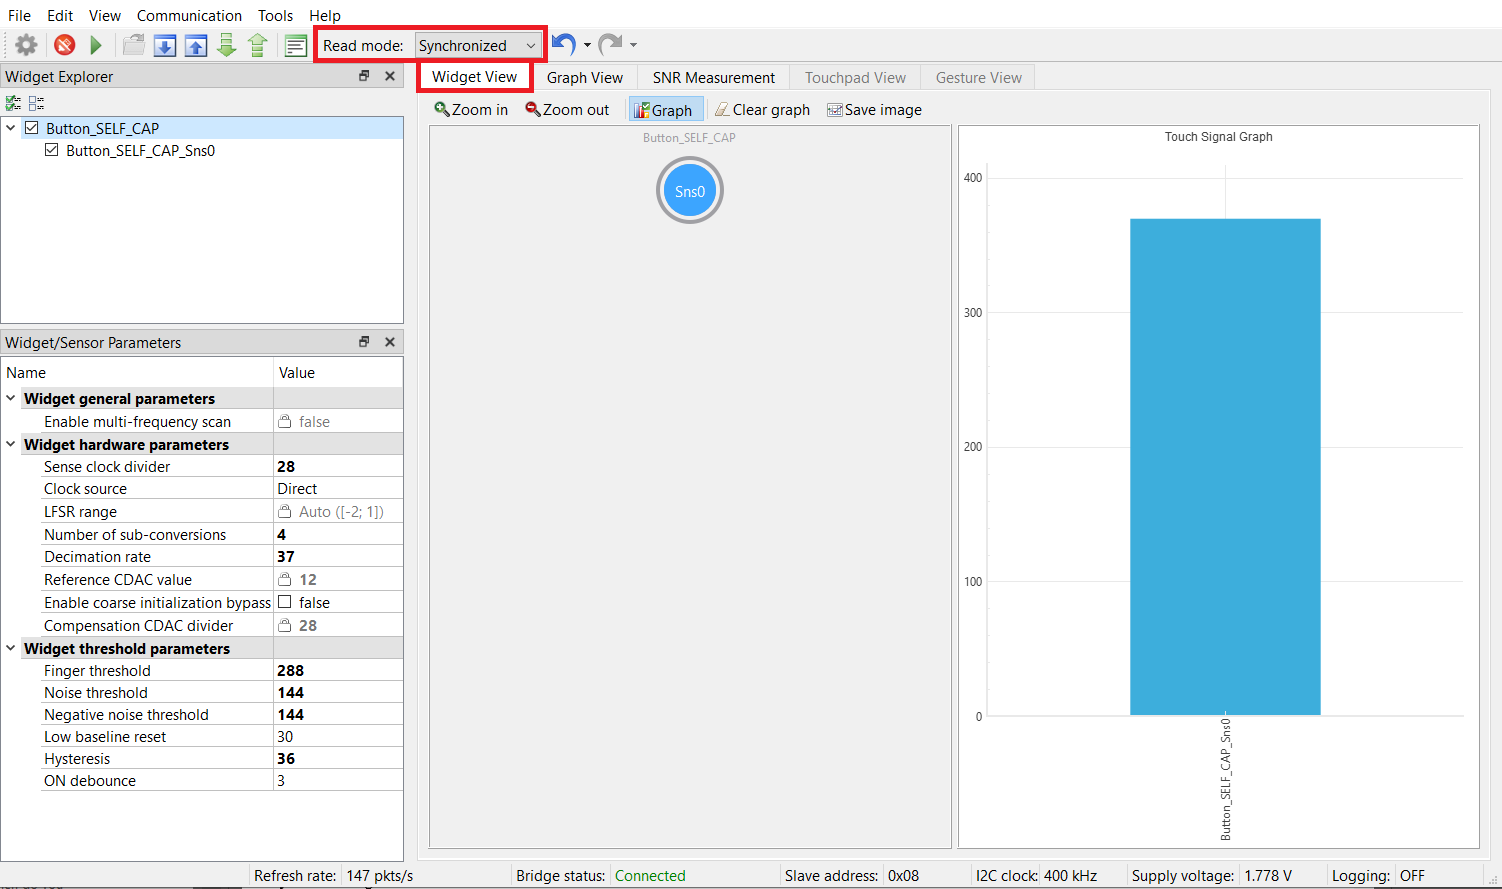 File Edit View Communication Tools Help
Read mode: Synchronized
Widget Explorer
Button_SELF_CAP
Button_SELF_CAP_Sns0
Widget/Sensor Parameters
Name Value
Widget general parameters
Enable multi-frequency scan false
Widget hardware parameters
Sense clock divider 28
Clock source Direct
LFSR range Auto ([-2; 1])
Number of sub-conversions 4
Decimation rate 37
Reference CDAC value 12
Enable coarse initialization bypass false
Compensation CDAC divider 28
Widget threshold parameters
Finger threshold 288
Noise threshold 144
Negative noise threshold 144
Low baseline reset 30
Hysteresis 36
ON debounce 3
Widget View Graph View SNR Measurement Touchpad View Gesture View
Zoom in Zoom out Graph Clear graph Save image
Button_SELF_CAP
Sns0
Touch Signal Graph
400
300
200
100
0
Button_SELF_CAP_Sns0
Refresh rate: 147 pkts/s Bridge status: Connected Slave address: 0x08 I2C clock: 400 kHz Supply voltage: 1.778 V Logging: OFF